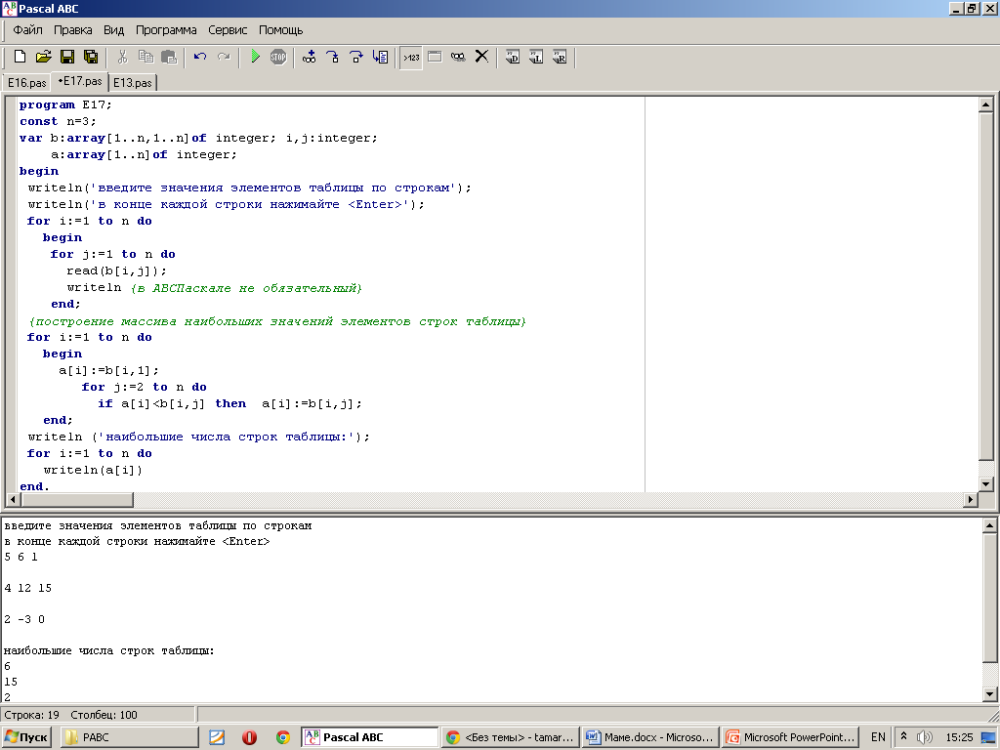 Pascal ABC
Файл Правка Вид Программа Сервис Помощь
E16.pas •E17.pas E13.pas
program E17;
const n=3;
var b:array[1..n,1..n]of integer; i,j:integer;
a:array[1..n]of integer;
begin
writeln('введите значения элементов таблицы по строкам');
writeln('в конце каждой строки нажимайте <Enter>');
for i:=1 to n do
begin
for j:=1 to n do
read(b[i,j]);
writeln {в АВСПаскале не обязательный}
end;
{построение массива наибольших значений элементов строк таблицы}
for i:=1 to n do
begin
a[i]:=b[i,1];
for j:=2 to n do
if a[i]<b[i,j] then a[i]:=b[i,j];
end;
writeln ('наибольшие числа строк таблицы:');
for i:=1 to n do
writeln(a[i])
end.
введите значения элементов таблицы по строкам
в конце каждой строки нажимайте <Enter>
5 6 1
4 12 15
2 -3 0
наибольшие числа строк таблицы:
6
15
2
Строка: 19 Столбец: 100
Пуск PABC Pascal ABC <Без темы> - tamar... Маме.docx - Microso... Microsoft PowerPoint... EN 15:25